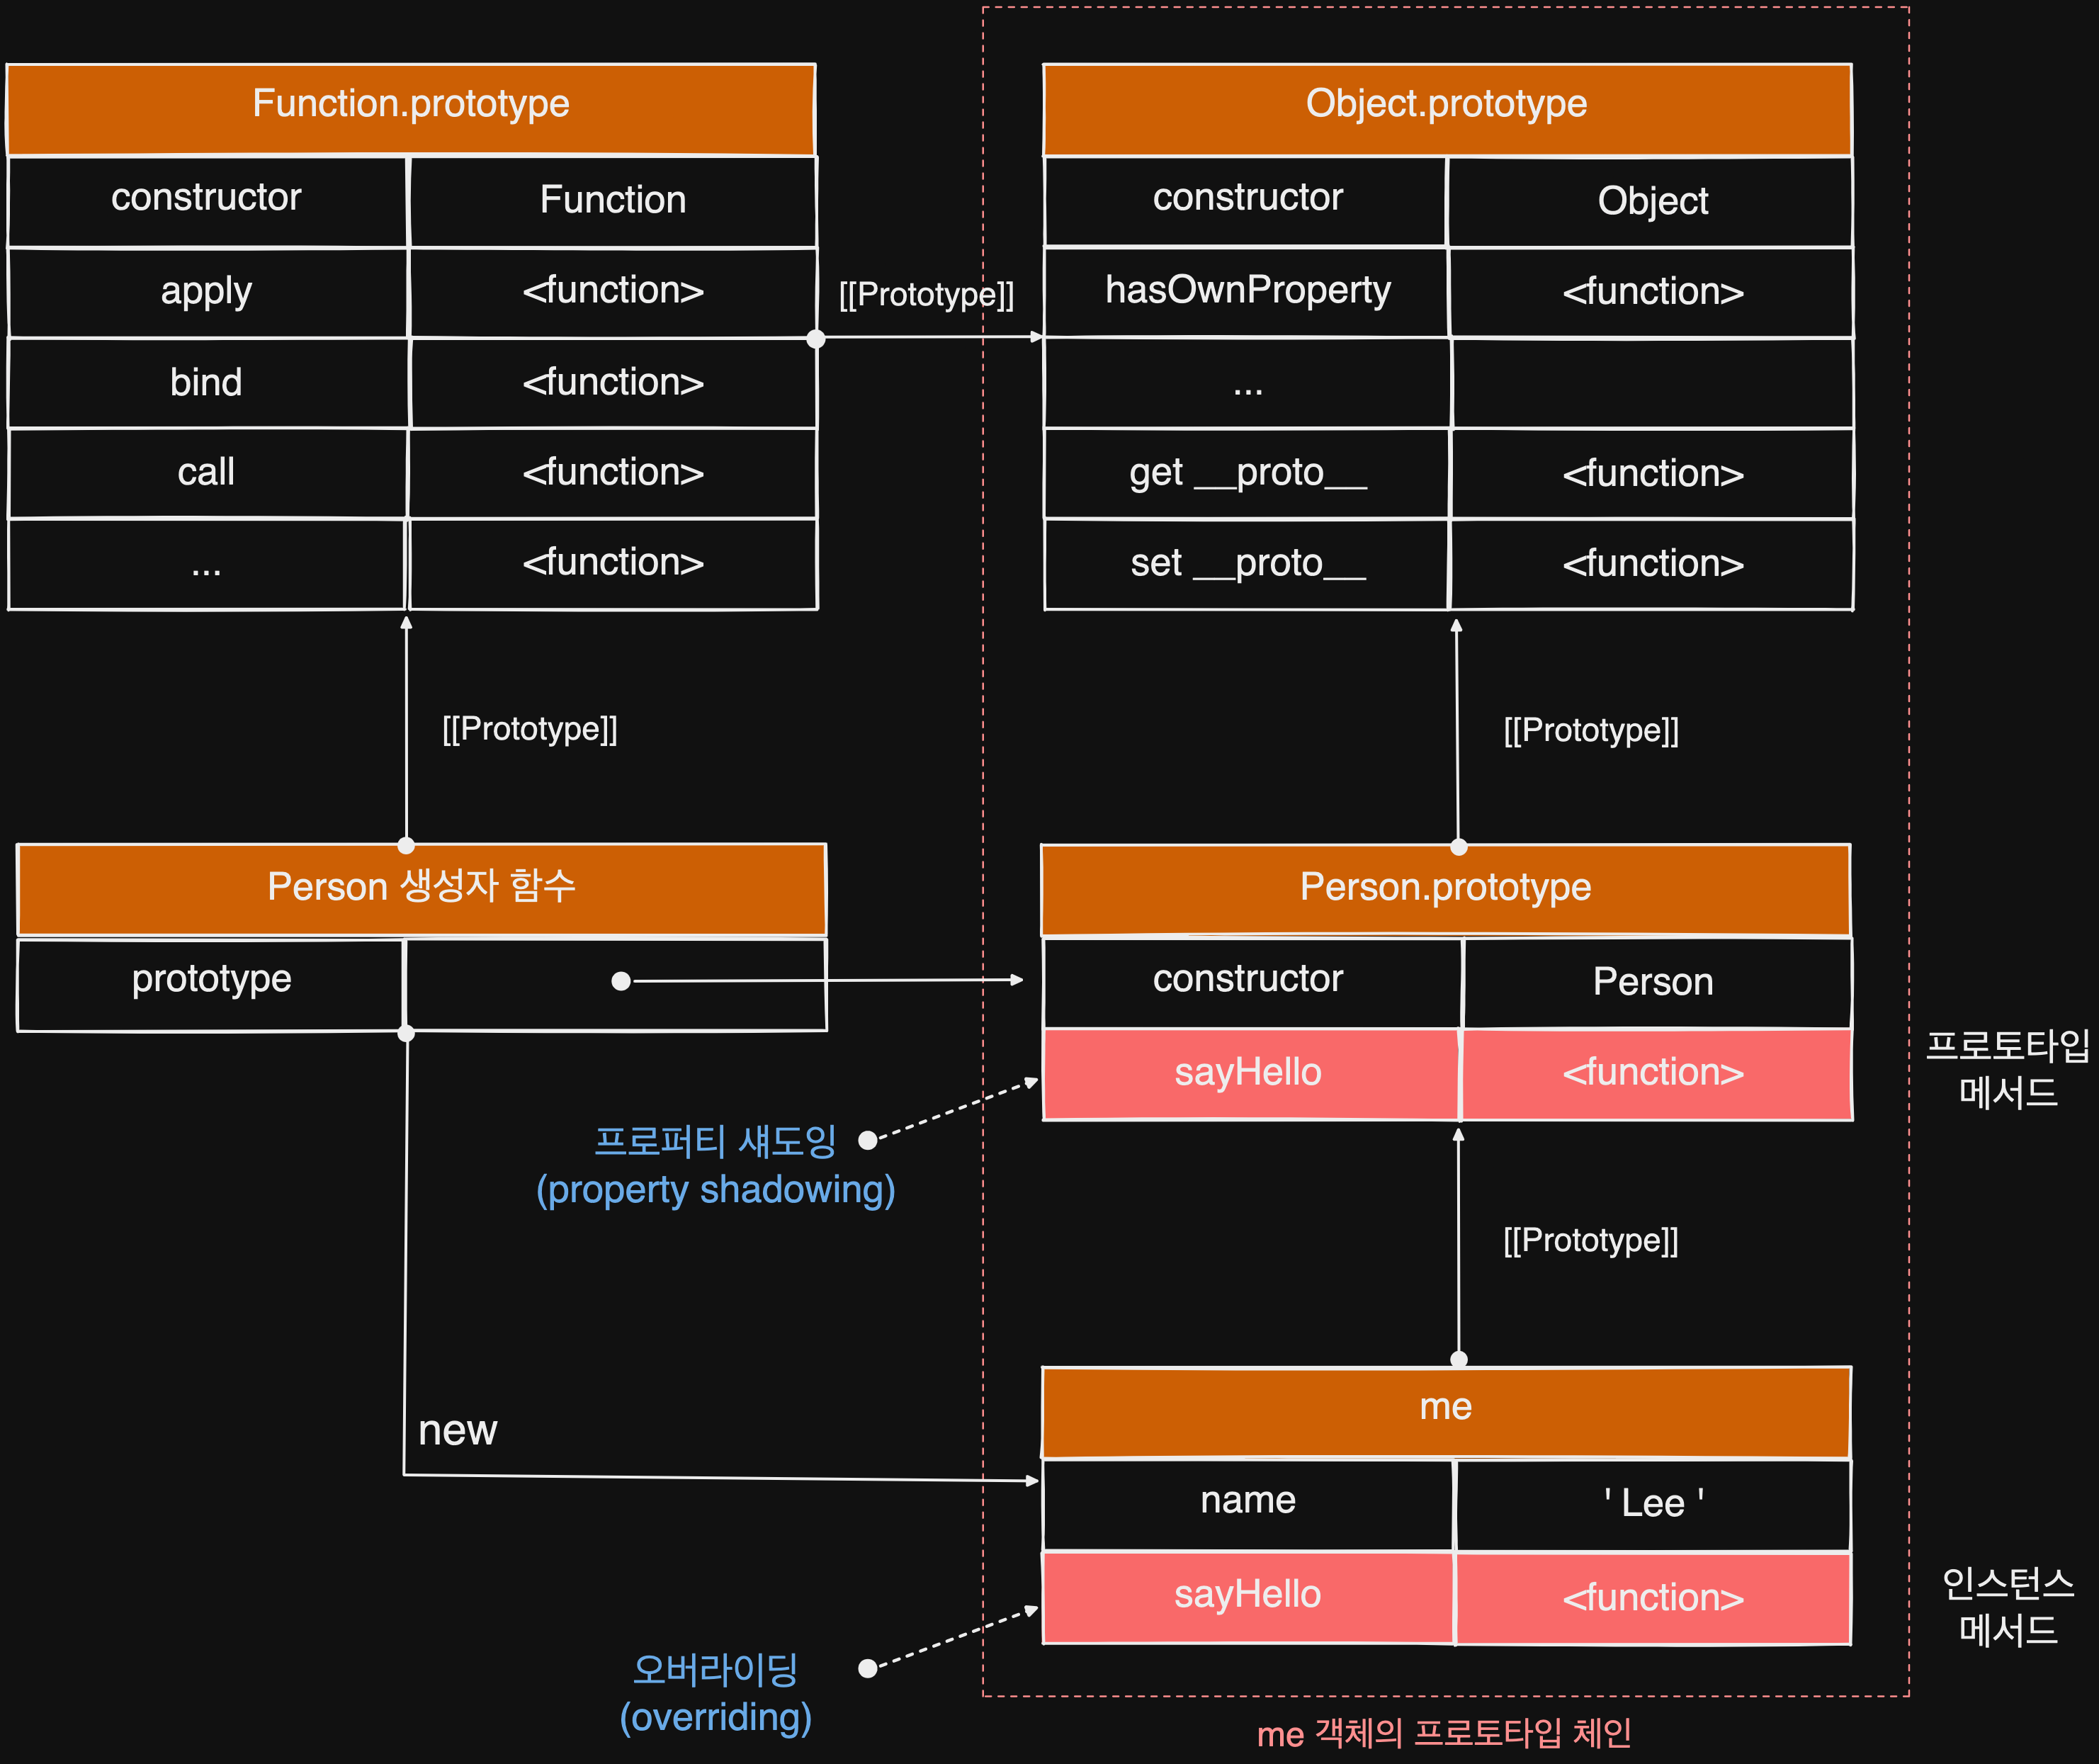 Function.prototype
constructor
Function
apply
<function>
bind
<function>
call
<function>
...
<function>
[[Prototype]]
Object.prototype
constructor
Object
hasOwnProperty
<function>
...
get __proto__
<function>
set __proto__
<function>
[[Prototype]]
[[Prototype]]
Person 생성자 함수
prototype
Person.prototype
constructor
Person
sayHello
<function>
프로토타입
메서드
프로퍼티 섀도잉
(property shadowing)
[[Prototype]]
new
me
name
' Lee '
sayHello
<function>
인스턴스
메서드
오버라이딩
(overriding)
me 객체의 프로토타입 체인